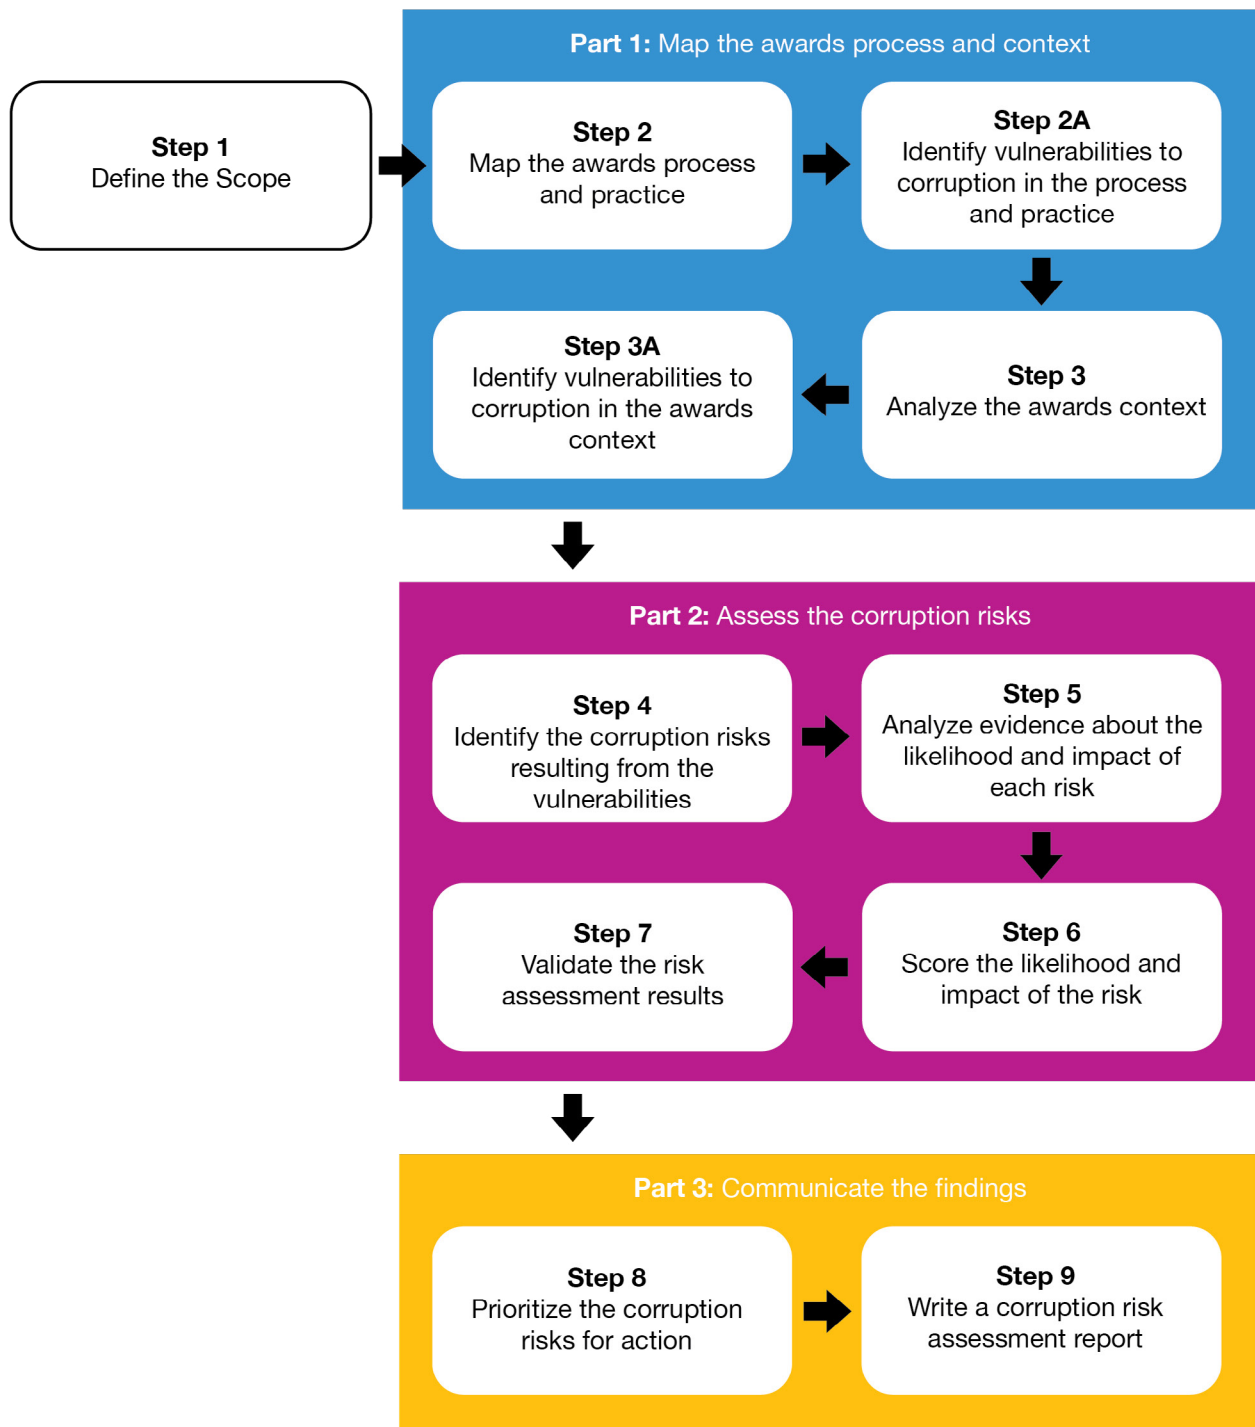 Part 1: Map the awards process and context
Step 1
Define the Scope
Step 2
Map the awards process
and practice
Step 2A
Identify vulnerabilities to
corruption in the process
and practice
Step 3
Analyze the awards context
Step 3A
Identify vulnerabilities to
corruption in the awards
context
Part 2: Assess the corruption risks
Step 4
Identify the corruption risks
resulting from the
vulnerabilities
Step 5
Analyze evidence about the
likelihood and impact of
each risk
Step 6
Score the likelihood and
impact of the risk
Step 7
Validate the risk
assessment results
Part 3: Communicate the findings
Step 8
Prioritize the corruption
risks for action
Step 9
Write a corruption risk
assessment report